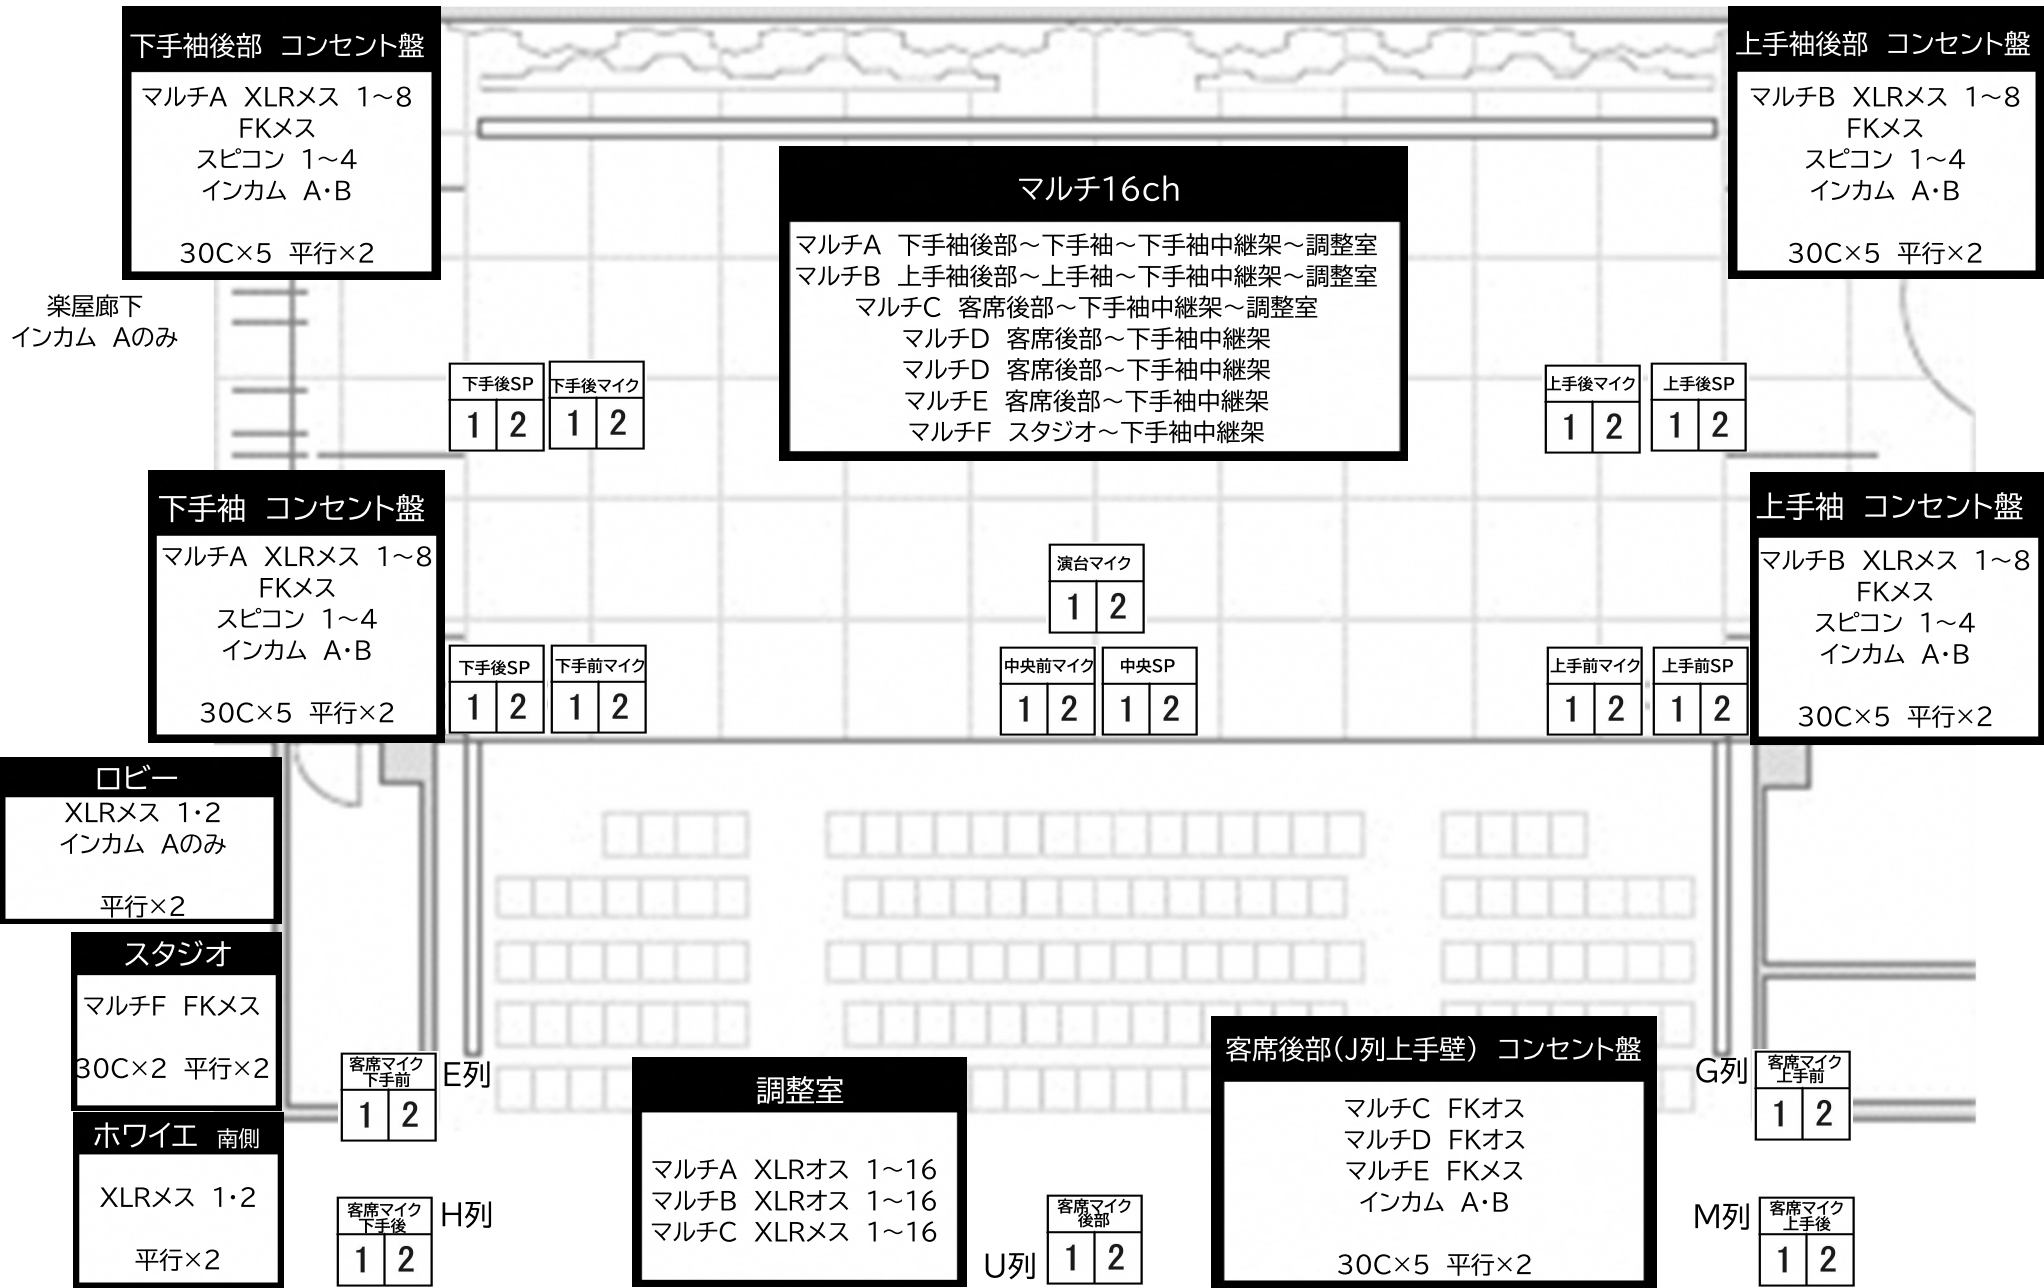 下手袖後部 コンセント盤
マルチA XLRメス 1～8
FKメス
スピコン 1～4
インカム A・B
30C×5 平行×2
上手袖後部 コンセント盤
マルチB XLRメス 1～8
FKメス
スピコン 1～4
インカム A・B
30C×5 平行×2
マルチ16ch
マルチA 下手袖後部～下手袖～下手袖中継架～調整室
マルチB 上手袖後部～上手袖～下手袖中継架～調整室
マルチC 客席後部～下手袖中継架～調整室
マルチD 客席後部～下手袖中継架
マルチD 客席後部～下手袖中継架
マルチE 客席後部～下手袖中継架
マルチF スタジオ～下手袖中継架
楽屋廊下
インカム Aのみ
下手後SP
1 2
下手後マイク
1 2
上手後マイク
1 2
上手後SP
1 2
下手袖 コンセント盤
マルチA XLRメス 1～8
FKメス
スピコン 1～4
インカム A・B
30C×5 平行×2
上手袖 コンセント盤
マルチB XLRメス 1～8
FKメス
スピコン 1～4
インカム A・B
30C×5 平行×2
演台マイク
1 2
下手後SP
1 2
下手前マイク
1 2
中央前マイク
1 2
中央SP
1 2
上手前マイク
1 2
上手前SP
1 2
ロビー
XLRメス 1・2
インカム Aのみ
平行×2
スタジオ
マルチF FKメス
30C×2 平行×2
ホワイエ 南側
XLRメス 1・2
平行×2
客席マイク
下手前
1 2
E列
客席マイク
下手後
1 2
H列
調整室
マルチA XLRオス 1～16
マルチB XLRオス 1～16
マルチC XLRメス 1～16
U列
客席マイク
後部
1 2
客席後部(J列上手壁) コンセント盤
マルチC FKオス
マルチD FKオス
マルチE FKメス
インカム A・B
30C×5 平行×2
G列
客席マイク
上手前
1 2
M列
客席マイク
上手後
1 2